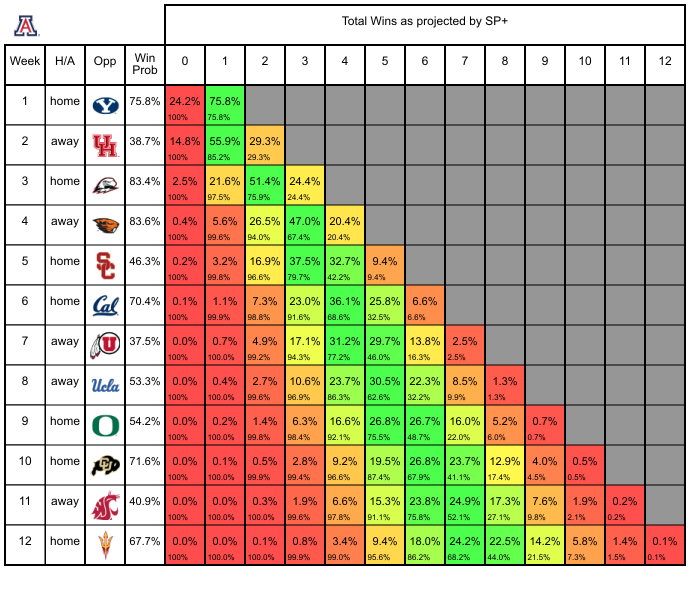 A
Total Wins as projected by SP+
Week H/A Opp Win Prob 0 1 2 3 4 5 6 7 8 9 10 11 12
1 home Y 75.8% 24.2% 75.8%
100% 75.8%
2 away UH 38.7% 14.8% 55.9% 29.3%
100% 85.2% 29.3%
3 home 83.4% 2.5% 21.6% 51.4% 24.4%
100% 97.5% 75.9% 24.4%
4 away 83.6% 0.4% 5.6% 26.5% 47.0% 20.4%
100% 99.6% 94.0% 67.4% 20.4%
5 home SC 46.3% 0.2% 3.2% 16.9% 37.5% 32.7% 9.4%
100% 99.8% 96.6% 79.7% 42.2% 9.4%
6 home Cal 70.4% 0.1% 1.1% 7.3% 23.0% 36.1% 25.8% 6.6%
100% 99.9% 98.8% 91.6% 68.6% 32.5% 6.6%
7 away U 37.5% 0.0% 0.7% 4.9% 17.1% 31.2% 29.7% 13.8% 2.5%
100% 100.0% 99.2% 94.3% 77.2% 46.0% 16.3% 2.5%
8 away Ucla 53.3% 0.0% 0.4% 2.7% 10.6% 23.7% 30.5% 22.3% 8.5% 1.3%
100% 100.0% 99.6% 96.9% 86.3% 62.6% 32.2% 9.9% 1.3%
9 home O 54.2% 0.0% 0.2% 1.4% 6.3% 16.6% 26.8% 26.7% 16.0% 5.2% 0.7%
100% 100.0% 99.8% 98.4% 92.1% 75.5% 48.7% 22.0% 6.0% 0.7%
10 home CU 71.6% 0.0% 0.1% 0.5% 2.8% 9.2% 19.5% 26.8% 23.7% 12.9% 4.0% 0.5%
100% 100.0% 99.9% 99.4% 96.6% 87.4% 67.9% 41.1% 17.4% 4.5% 0.5%
11 away 40.9% 0.0% 0.0% 0.3% 1.9% 6.6% 15.3% 23.8% 24.9% 17.3% 7.6% 1.9% 0.2%
100% 100.0% 100.0% 99.6% 97.8% 91.1% 75.8% 52.1% 27.1% 9.8% 2.1% 0.2%
12 home 67.7% 0.0% 0.0% 0.1% 0.8% 3.4% 9.4% 18.0% 24.2% 22.5% 14.2% 5.8% 1.4% 0.1%
100% 100.0% 100.0% 99.9% 99.0% 95.6% 86.2% 68.2% 44.0% 21.5% 7.3% 1.5% 0.1%